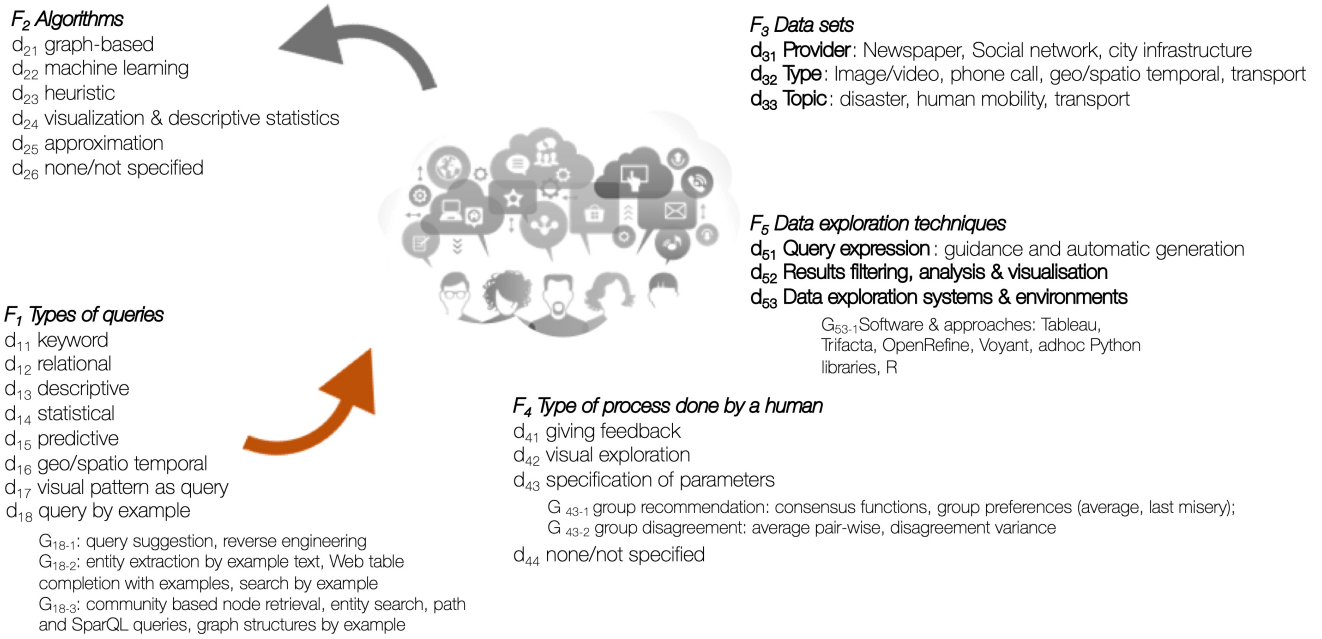 F2 Algorithms
d21 graph-based
d22 machine learning
d23 heuristic
d24 visualization & descriptive statistics
d25 approximation
d26 none/not specified
F3 Data sets
d31 Provider: Newspaper, Social network, city infrastructure
d32 Type: Image/video, phone call, geo/spatio temporal, transport
d33 Topic: disaster, human mobility, transport
F5 Data exploration techniques
d51 Query expression: guidance and automatic generation
d52 Results filtering, analysis & visualisation
d53 Data exploration systems & environments
G53-1Software & approaches: Tableau,
Trifacta, OpenRefine, Voyant, adhoc Python
libraries, R
F1 Types of queries
d11 keyword
d12 relational
d13 descriptive
d14 statistical
d15 predictive
d16 geo/spatio temporal
d17 visual pattern as query
d18 query by example
G18-1: query suggestion, reverse engineering
G18-2: entity extraction by example text, Web table
completion with examples, search by example
G18-3: community based node retrieval, entity search, path
and SparQL queries, graph structures by example
F4 Type of process done by a human
d41 giving feedback
d42 visual exploration
d43 specification of parameters
G 43-1 group recommendation: consensus functions, group preferences (average, last misery);
G 43-2 group disagreement: average pair-wise, disagreement variance
d44 none/not specified